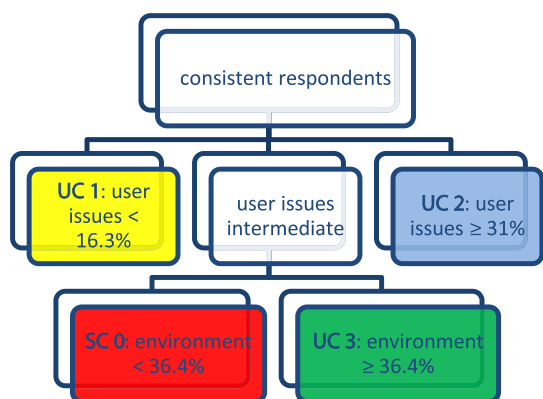 consistent respondents
UC 1: user
issues <
16.3%
user issues
intermediate
UC 2: user
issues ≥ 31%
SC 0: environment
< 36.4%
UC 3: environment
≥ 36.4%